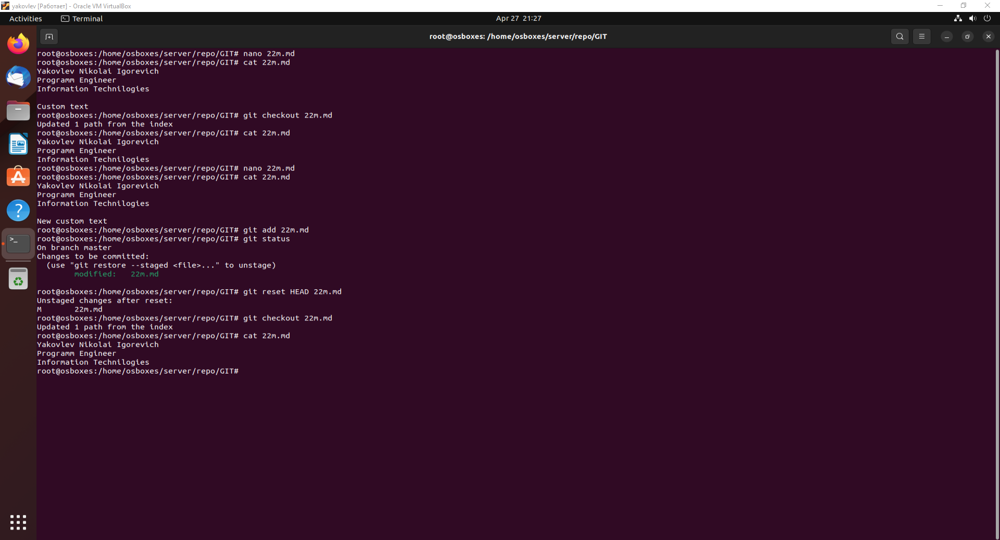 yakovlev [Работает] - Oracle VM VirtualBox
Activities Terminal Apr 27 21:27
root@osboxes: /home/osboxes/server/repo/GIT
root@osboxes:/home/osboxes/server/repo/GIT# nano 22m.md
root@osboxes:/home/osboxes/server/repo/GIT# cat 22m.md
Yakovlev Nikolai Igorevich
Programm Engineer
Information Technilogies
Custom text
root@osboxes:/home/osboxes/server/repo/GIT# git checkout 22m.md
Updated 1 path from the index
root@osboxes:/home/osboxes/server/repo/GIT# cat 22m.md
Yakovlev Nikolai Igorevich
Programm Engineer
Information Technilogies
root@osboxes:/home/osboxes/server/repo/GIT# nano 22m.md
root@osboxes:/home/osboxes/server/repo/GIT# cat 22m.md
Yakovlev Nikolai Igorevich
Programm Engineer
Information Technilogies
New custom text
root@osboxes:/home/osboxes/server/repo/GIT# git add 22m.md
root@osboxes:/home/osboxes/server/repo/GIT# git status
On branch master
Changes to be committed:
  (use "git restore --staged <file>..." to unstage)
        modified:   22m.md
root@osboxes:/home/osboxes/server/repo/GIT# git reset HEAD 22m.md
Unstaged changes after reset:
M       22m.md
root@osboxes:/home/osboxes/server/repo/GIT# git checkout 22m.md
Updated 1 path from the index
root@osboxes:/home/osboxes/server/repo/GIT# cat 22m.md
Yakovlev Nikolai Igorevich
Programm Engineer
Information Technilogies
root@osboxes:/home/osboxes/server/repo/GIT#